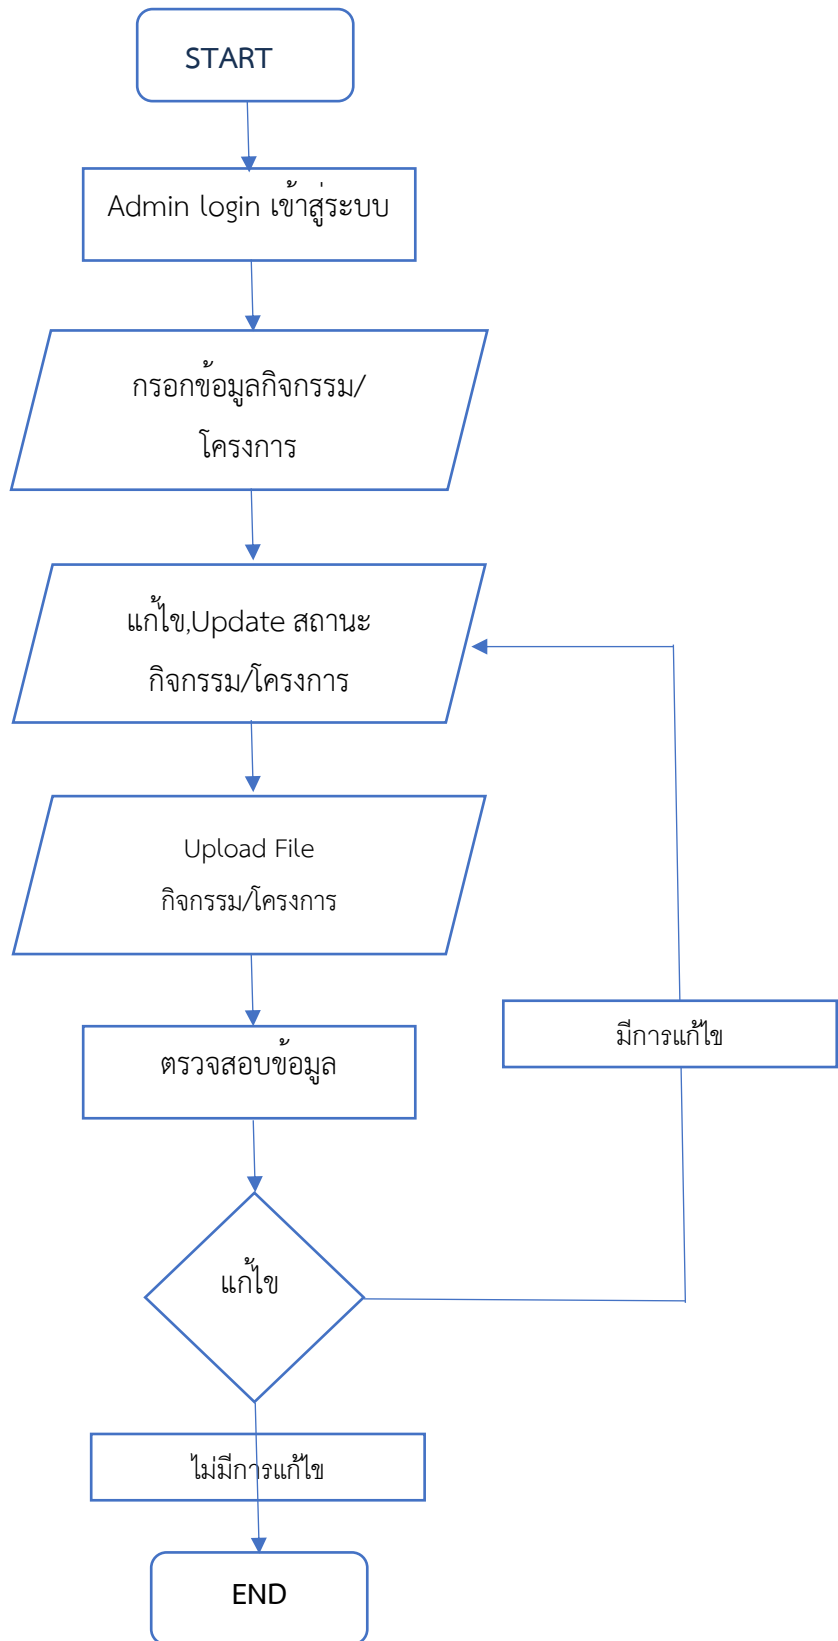 START
Admin login เข้าสู่ระบบ
กรอกข้อมูลกิจกรรม/
โครงการ
แก้ไข,Update สถานะ
กิจกรรม/โครงการ
Upload File
กิจกรรม/โครงการ
ตรวจสอบข้อมูล
มีการแก้ไข
แก้ไข
ไม่มีการแก้ไข
END